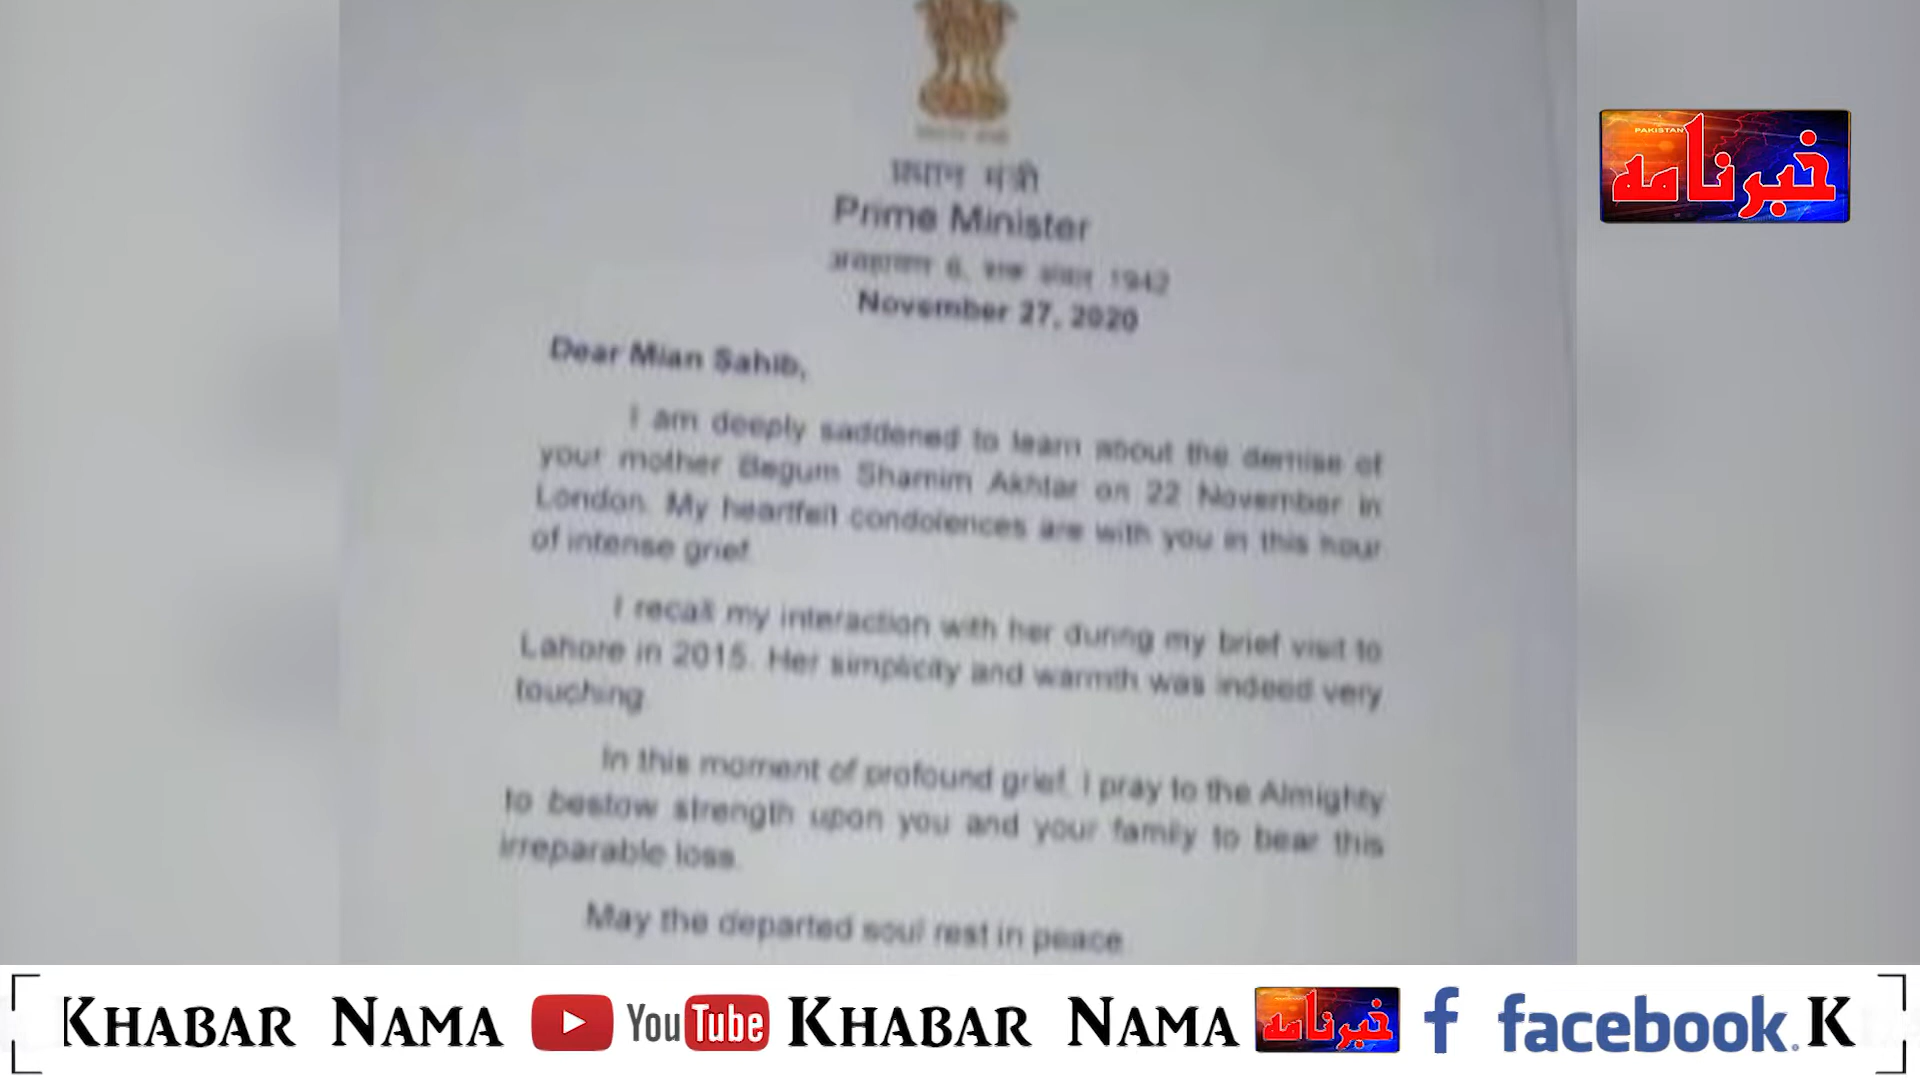 प्रधान मंत्री
Prime Minister
6, शक 1942
November 27, 2020
Dear Mian Sahib,
I am deeply saddened to learn about the demise of
your mother Begum Shamim Akhtar on 22 November in
London. My heartfelt condolences are with you in this hour
of intense grief.
I recall my interaction with her during my brief visit to
Lahore in 2015. Her simplicity and warmth was indeed very
touching.
In this moment of profound grief, I pray to the Almighty
to bestow strength upon you and your family to bear this
irreparable loss.
May the departed soul rest in peace.
PAKISTAN
خبرنامہ
KHABAR NAMA YouTube KHABAR NAMA خبرنامہ f facebook. K